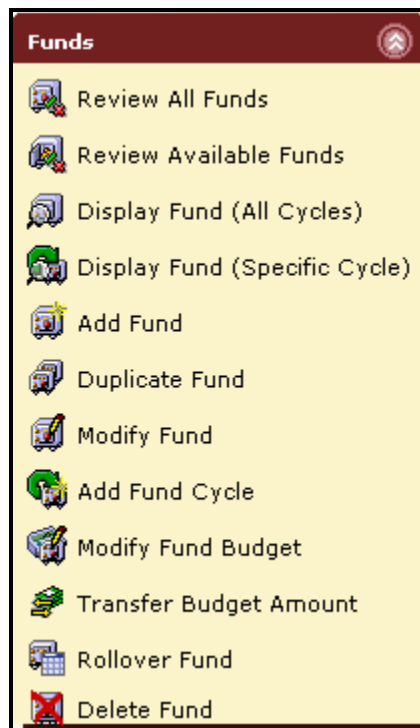 Funds
Review All Funds
Review Available Funds
Display Fund (All Cycles)
Display Fund (Specific Cycle)
Add Fund
Duplicate Fund
Modify Fund
Add Fund Cycle
Modify Fund Budget
Transfer Budget Amount
Rollover Fund
Delete Fund